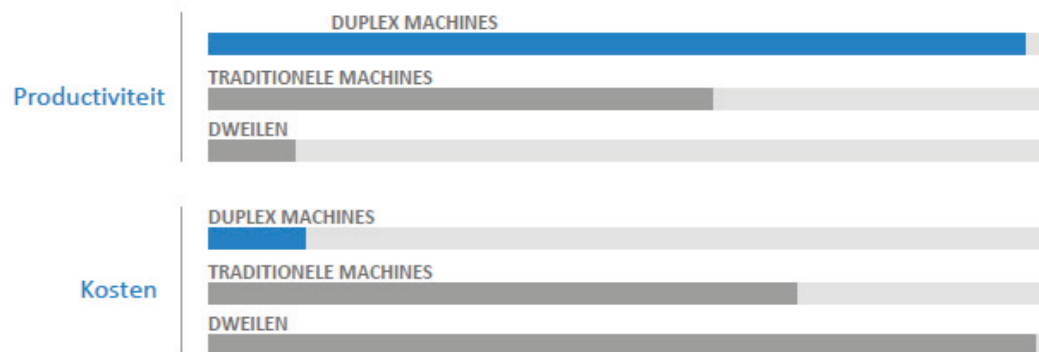 DUPLEX MACHINES
TRADITIONELE MACHINES
Productiviteit
DWEILEN
DUPLEX MACHINES
TRADITIONELE MACHINES
Kosten
DWEILEN